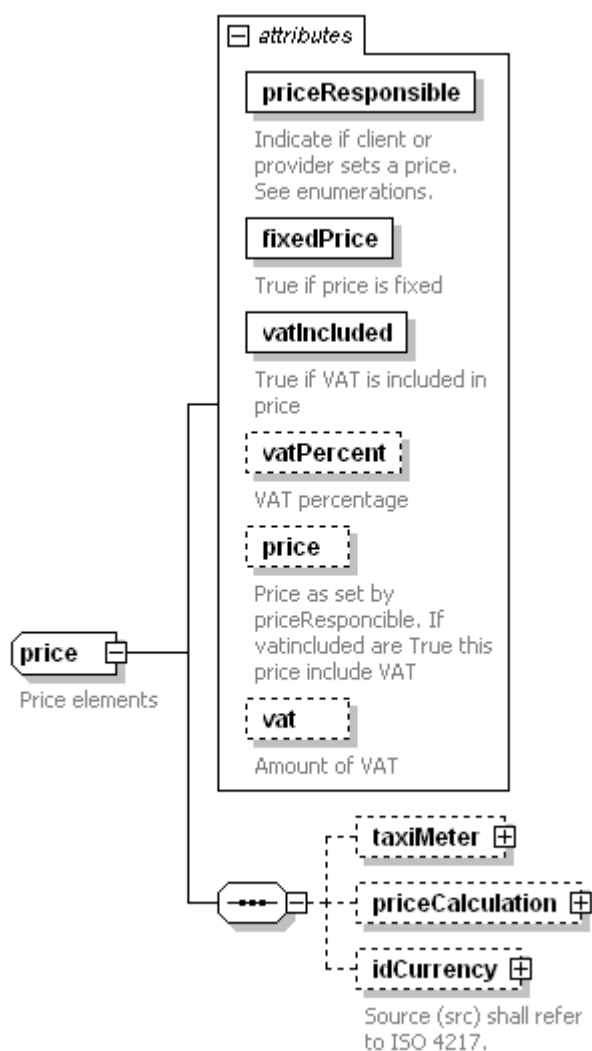 attributes
priceResponsible
Indicate if client or
provider sets a price.
See enumerations.
fixedPrice
True if price is fixed
vatIncluded
True if VAT is included in
price
vatPercent
VAT percentage
price
Price as set by
priceResponcible. If
vatincluded are True this
price include VAT
vat
Amount of VAT
price
Price elements
taxiMeter
priceCalculation
idCurrency
Source (src) shall refer
to ISO 4217.